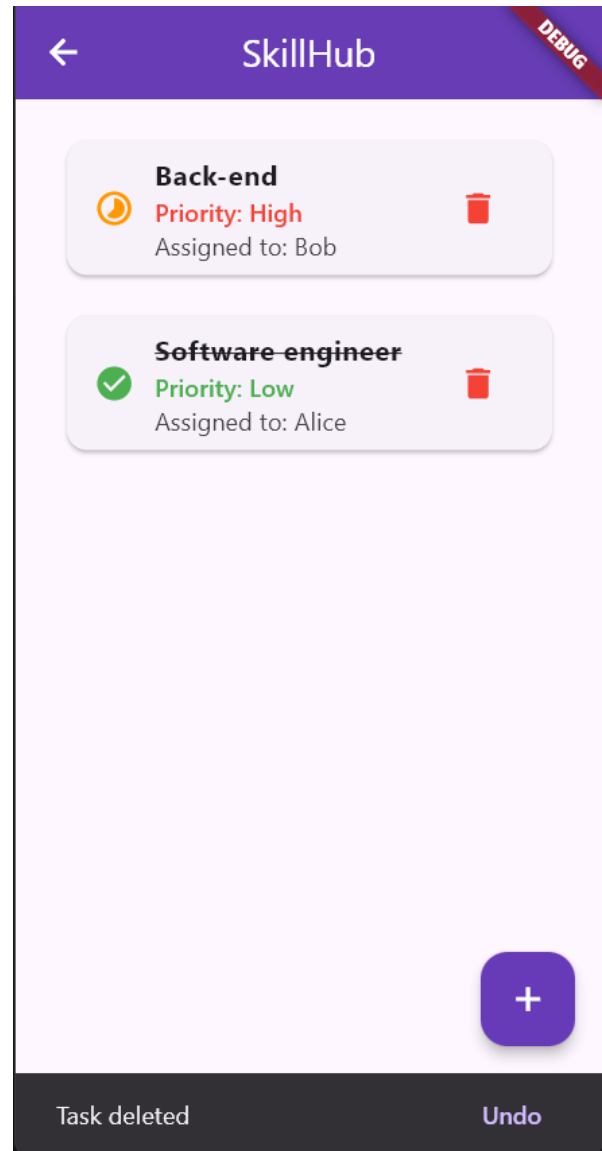 SkillHub
DEBUG
Back-end
Priority: High
Assigned to: Bob
Software engineer
Priority: Low
Assigned to: Alice
Task deleted
Undo